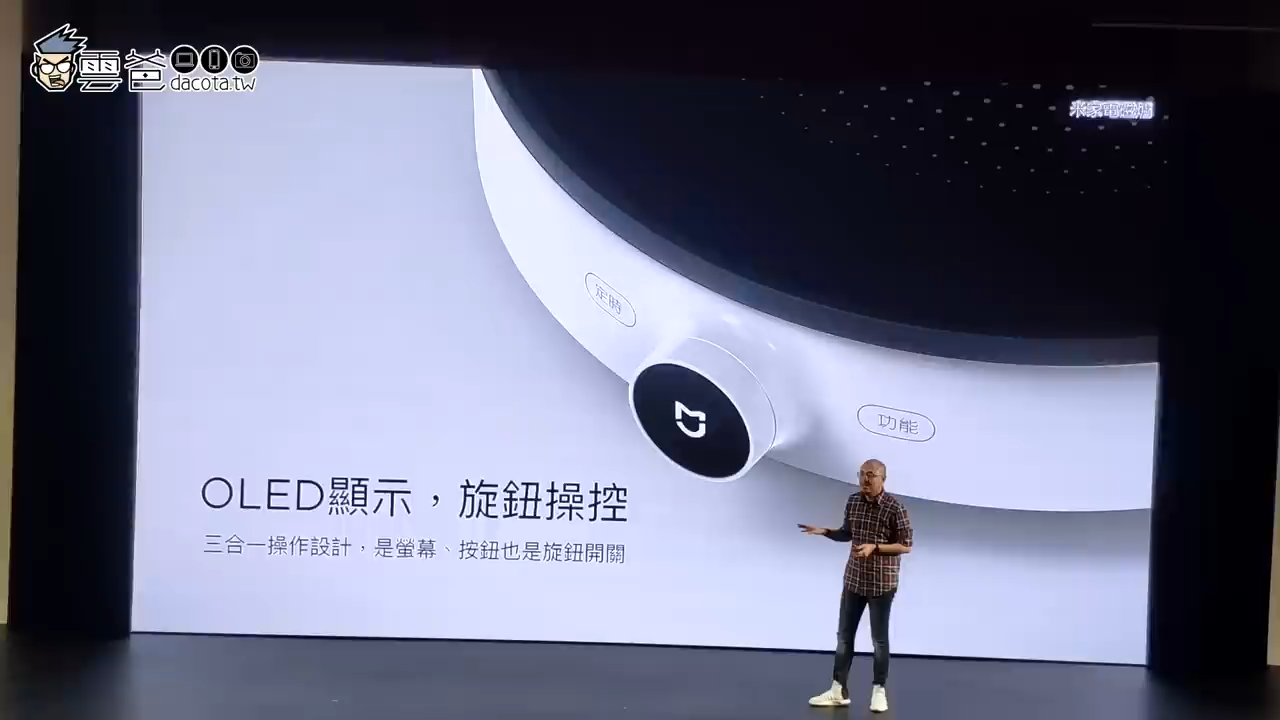 雲爸
dacota.tw
米家電磁爐
定時
功能
OLED顯示，旋鈕操控
三合一操作設計，是螢幕、按鈕也是旋鈕開關